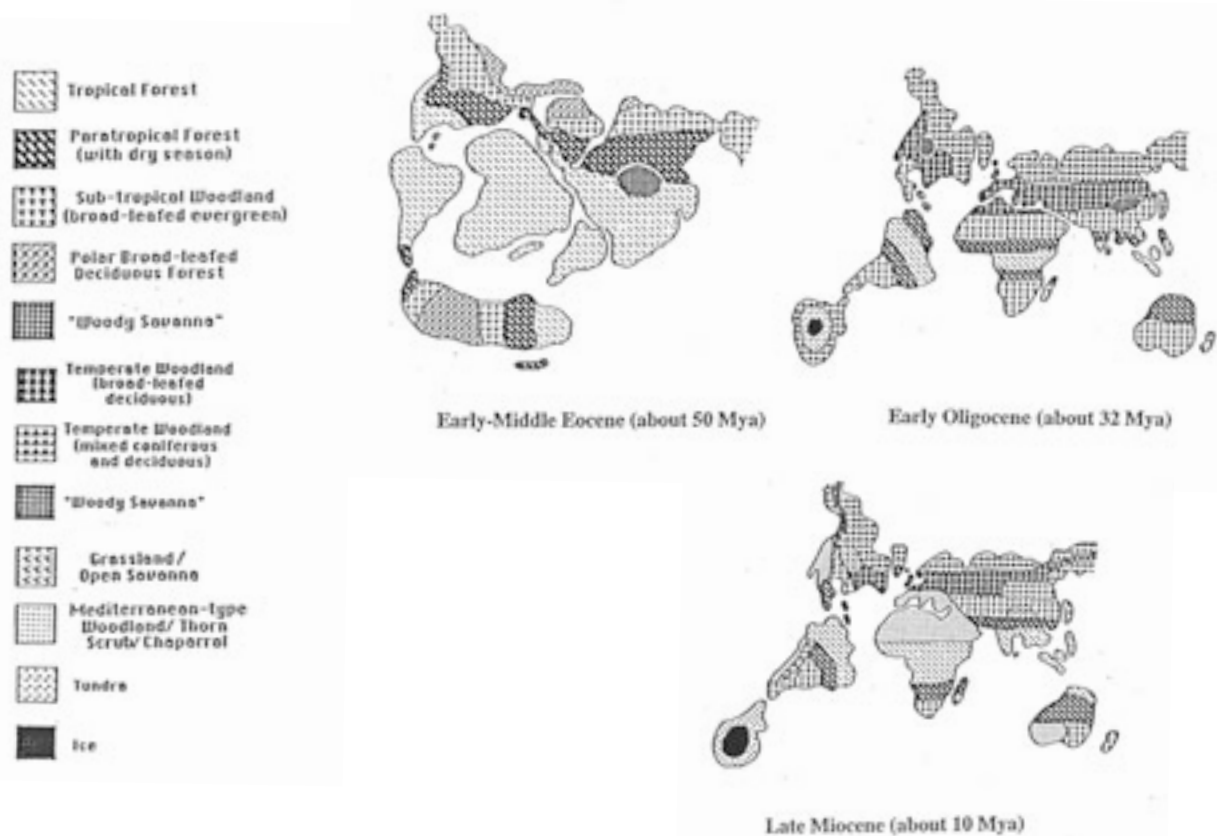 Tropical Forest
Paratropical Forest
(with dry season)
Sub-tropical Woodland
(broad-leafed evergreen)
Polar Broad-leafed
Deciduous Forest
"Woody Savanna"
Temperate Woodland
(broad-leafed
deciduous)
Temperate Woodland
(mixed coniferous
and deciduous)
"Woody Savanna"
Grassland/
Open Savanna
Mediterranean-type
Woodland/ Thorn
Scrub/ Chaparral
Tundra
Ice
Early-Middle Eocene (about 50 Mya)
Early Oligocene (about 32 Mya)
Late Miocene (about 10 Mya)